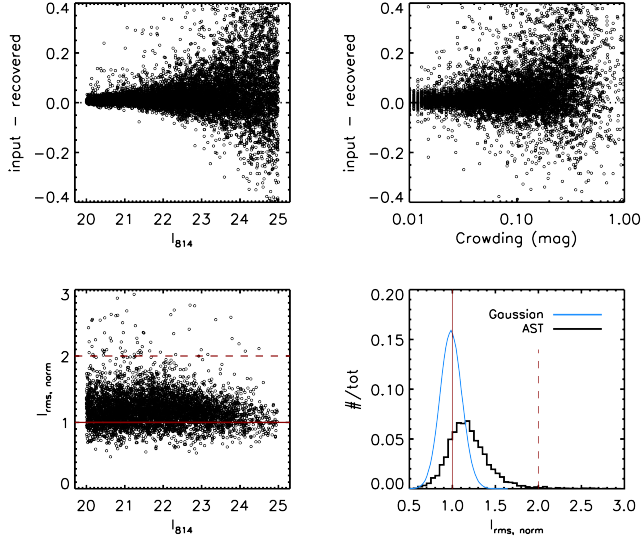 0.4
0.2
0.0
-0.2
-0.4
input - recovered
20 21 22 23 24 25
I814
0.4
0.2
0.0
-0.2
-0.4
input - recovered
0.01 0.10 1.00
Crowding (mag)
3
2
1
0
Irms, norm
20 21 22 23 24 25
I814
0.20
0.15
0.10
0.05
0.00
#/tot
Gaussian
AST
0.5 1.0 1.5 2.0 2.5 3.0
Irms, norm